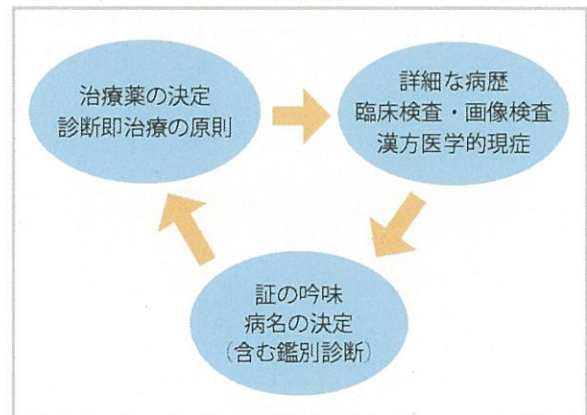 治療薬の決定
診断即治療の原則
詳細な病歴
臨床検査・画像検査
漢方医学的現症
証の吟味
病名の決定
(含む鑑別診断)